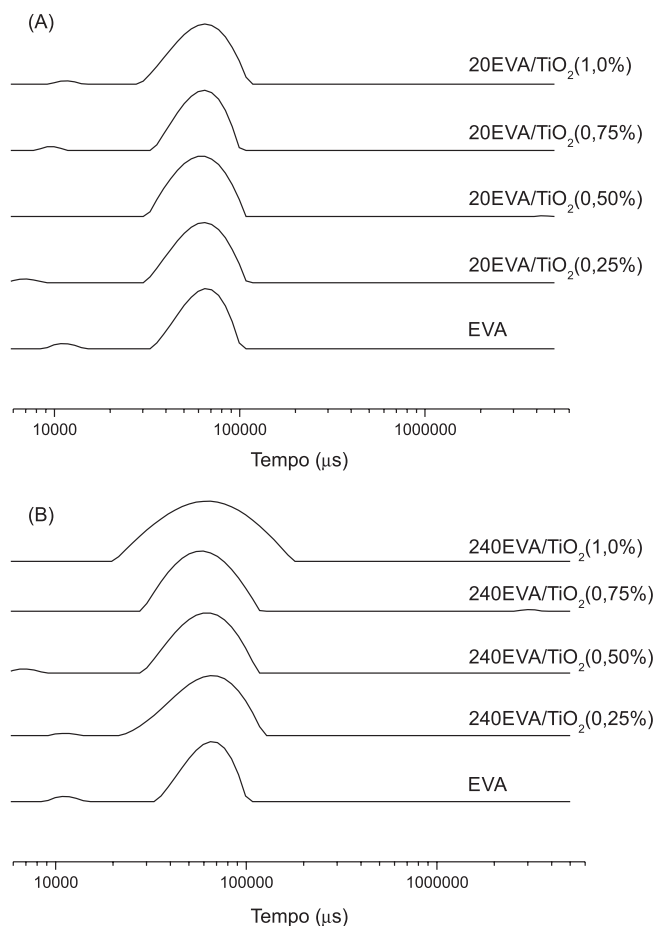 (A)
20EVA/TiO₂(1,0%)
20EVA/TiO₂(0,75%)
20EVA/TiO₂(0,50%)
20EVA/TiO₂(0,25%)
EVA
10000 100000 1000000
Tempo (μs)
(B)
240EVA/TiO₂(1,0%)
240EVA/TiO₂(0,75%)
240EVA/TiO₂(0,50%)
240EVA/TiO₂(0,25%)
EVA
10000 100000 1000000
Tempo (μs)